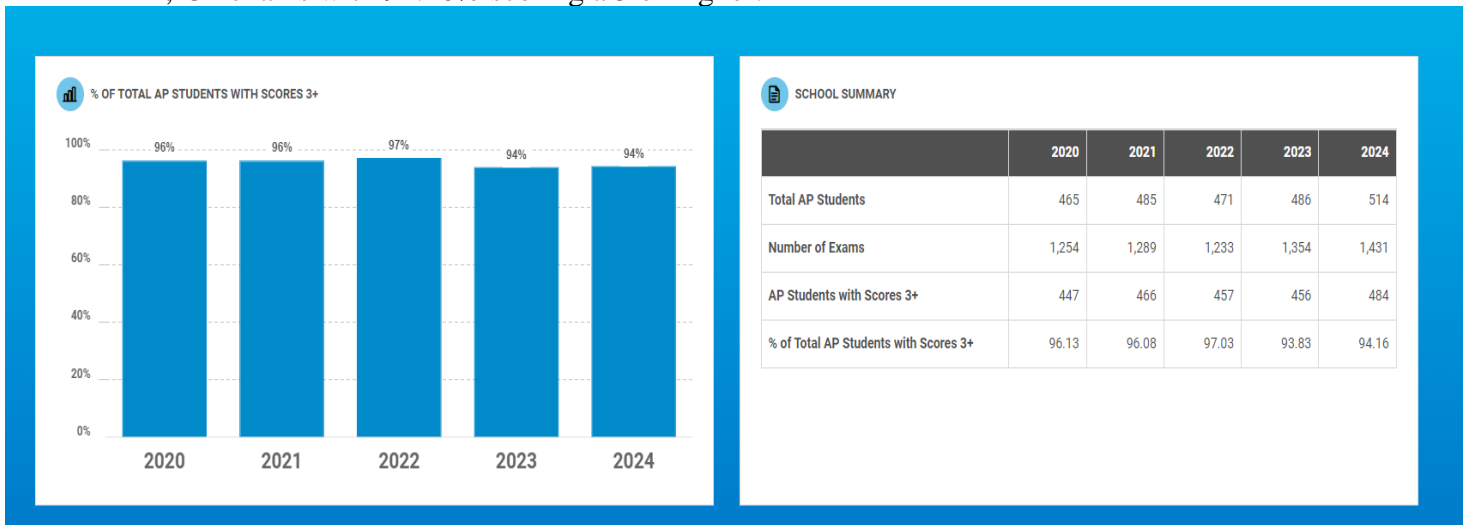 % OF TOTAL AP STUDENTS WITH SCORES 3+
100%
80%
60%
40%
20%
0%
96%
96%
97%
94%
94%
2020
2021
2022
2023
2024
SCHOOL SUMMARY
2020 2021 2022 2023 2024
Total AP Students 465 485 471 486 514
Number of Exams 1,254 1,289 1,233 1,354 1,431
AP Students with Scores 3+ 447 466 457 456 484
% of Total AP Students with Scores 3+ 96.13 96.08 97.03 93.83 94.16